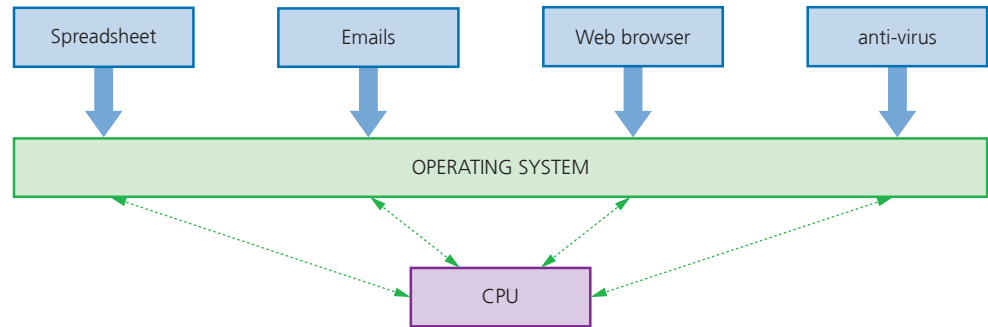 Spreadsheet
Emails
Web browser
anti-virus
OPERATING SYSTEM
CPU